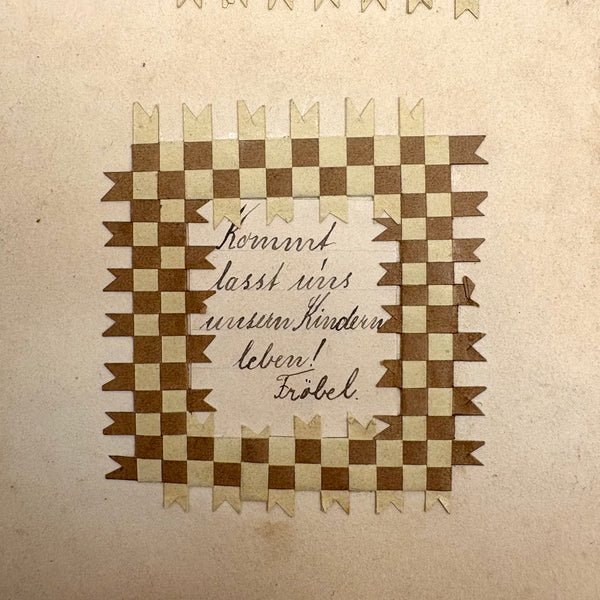 Kommt
lasst uns
unsern Kindern
leben!
Fröbel.